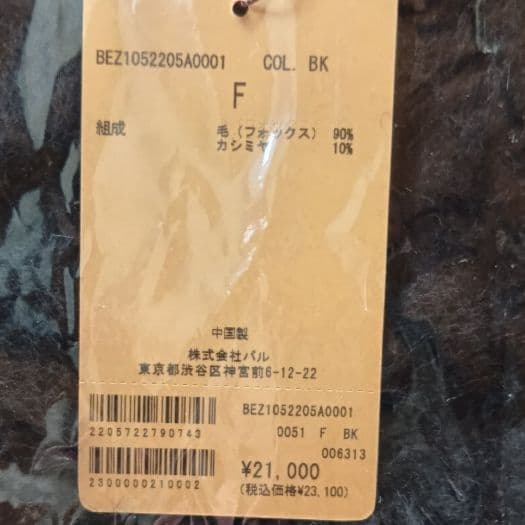 BEZ1052205A0001 COL. BK
F
組成 毛(フォックス) 90%
カシミヤ 10%
中国製
株式会社パル
東京都渋谷区神宮前6-12-22
BEZ1052205A0001
2205722790743
0051 F BK
006313
¥21,000
2300000210002
(税込価格¥23,100)